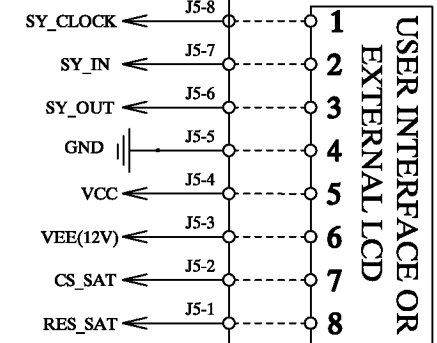 SY_CLOCK J5-8 1
SY_IN J5-7 2
SY_OUT J5-6 3
GND J5-5 4
VCC J5-4 5
VEE(12V) J5-3 6
CS_SAT J5-2 7
RES_SAT J5-1 8
USER INTERFACE OR
EXTERNAL LCD